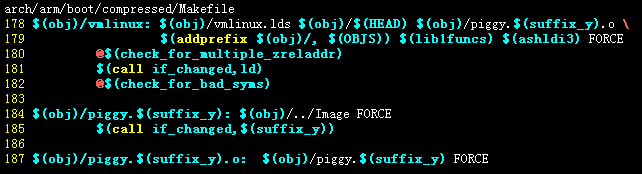 arch/arm/boot/compressed/Makefile
178 $(obj)/vmlinux: $(obj)/vmlinux.lds $(obj)/$(HEAD) $(obj)/piggy.$(suffix_y).o \
179 $(addprefix $(obj)/, $(OBJS)) $(lib1funcs) $(ashldi3) FORCE
180 @$(check_for_multiple_zreladdr)
181 $(call if_changed,ld)
182 @$(check_for_bad_syms)
183
184 $(obj)/piggy.$(suffix_y): $(obj)/../Image FORCE
185 $(call if_changed,$(suffix_y))
186
187 $(obj)/piggy.$(suffix_y).o: $(obj)/piggy.$(suffix_y) FORCE